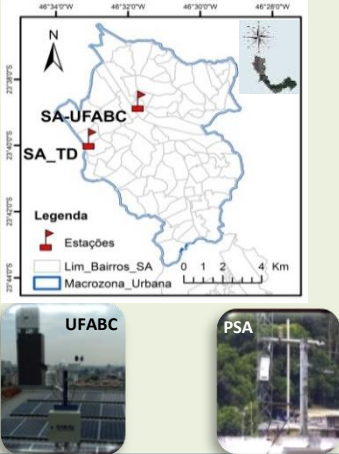 46°34'0"W 46°32'0"W 46°30'0"W 46°28'0"W
N
23°38'0"S
SA-UFABC
23°40'0"S
SA_TD
23°42'0"S
Legenda
Estações
Lim_Bairros_SA
Macrozona_Urbana
0 1 2 4 Km
23°44'0"S
UFABC
PSA